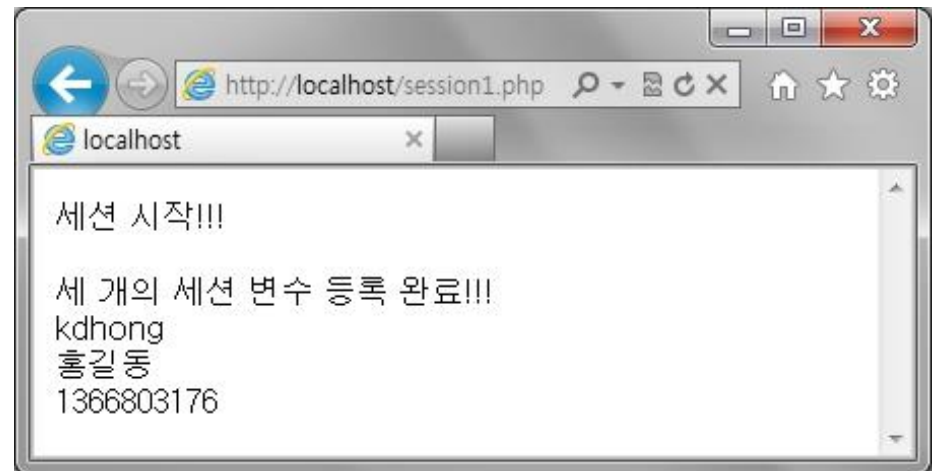 http://localhost/session1.php
localhost
세션 시작!!!
세 개의 세션 변수 등록 완료!!!
kdhong
홍길동
1366803176